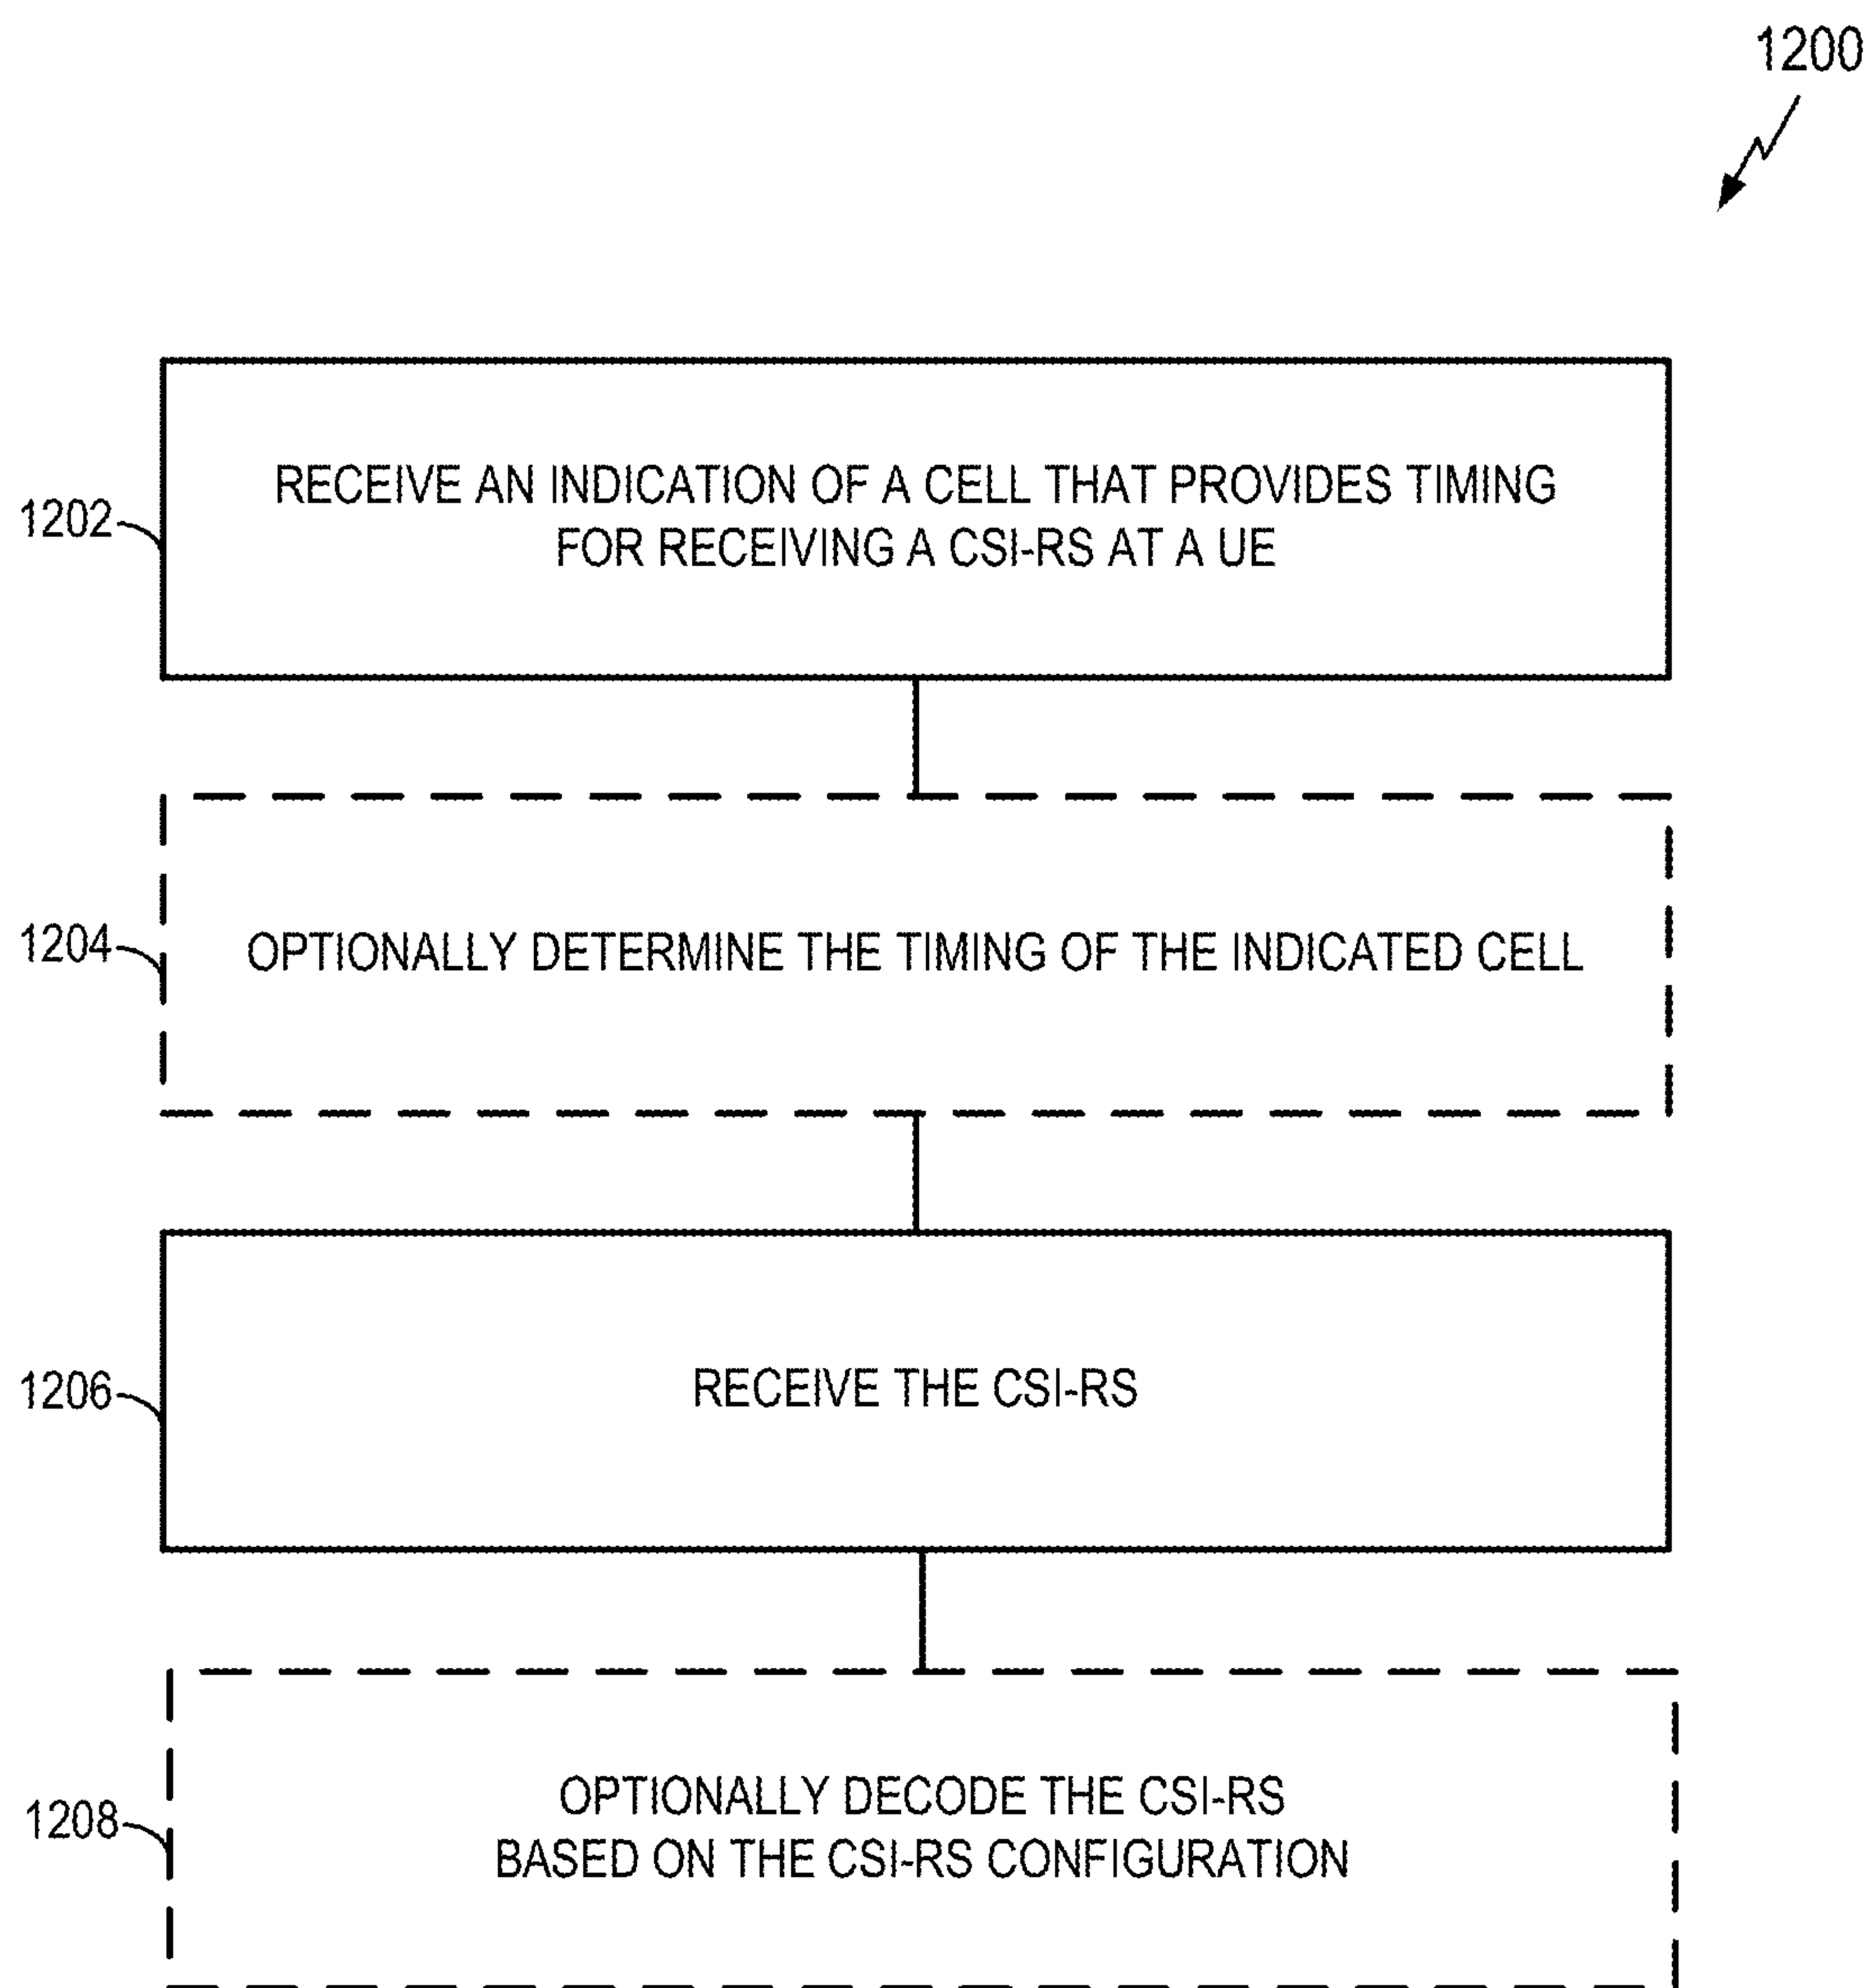 1200
RECEIVE AN INDICATION OF A CELL THAT PROVIDES TIMING
FOR RECEIVING A CSI-RS AT A UE
1202
OPTIONALLY DETERMINE THE TIMING OF THE INDICATED CELL
1204
RECEIVE THE CSI-RS
1206
OPTIONALLY DECODE THE CSI-RS
BASED ON THE CSI-RS CONFIGURATION
1208